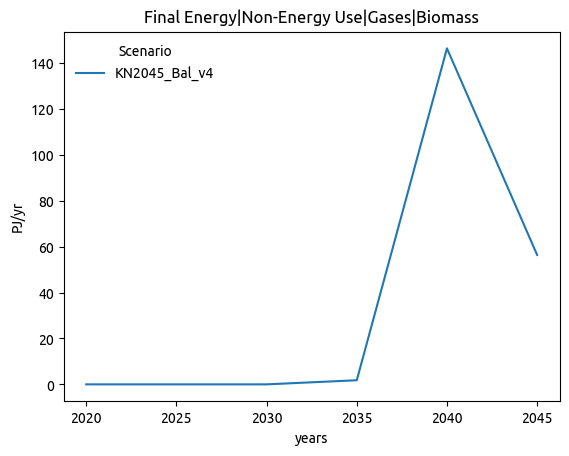 Final Energy|Non-Energy Use|Gases|Biomass
Scenario
KN2045_Bal_v4
PJ/yr
140
120
100
80
60
40
20
0
2020 2025 2030 2035 2040 2045
years